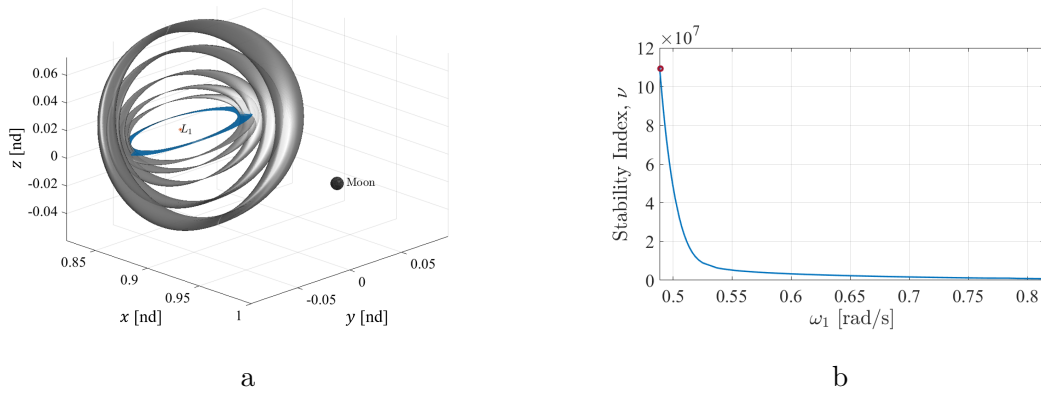 0.06
0.04
0.02
0
-0.02
-0.04
z [nd]
L1
Moon
0.85
0.9
0.95
1
x [nd]
-0.05
0
0.05
y [nd]
a
×10^7
12
10
8
6
4
2
0
Stability Index, ν
0.5 0.55 0.6 0.65 0.7 0.75 0.8
ω1 [rad/s]
b